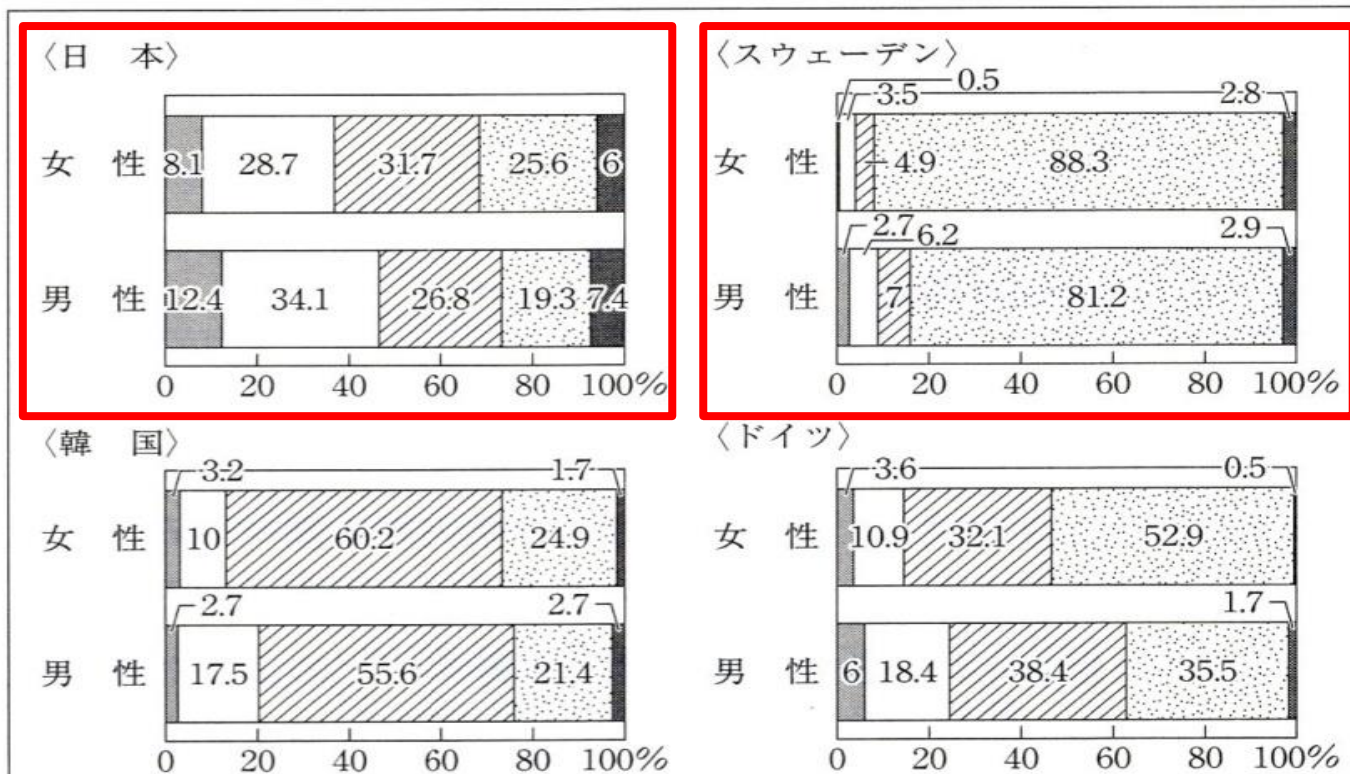 〈日 本〉
女 性 8.1 28.7 31.7 25.6 6
男 性 12.4 34.1 26.8 19.3 7.4
0 20 40 60 80 100%
〈スウェーデン〉
0.5
3.5 2.8
女 性 4.9 88.3
2.7 6.2 2.9
男 性 7 81.2
0 20 40 60 80 100%
〈韓 国〉
3.2 1.7
女 性 10 60.2 24.9
2.7 2.7
男 性 17.5 55.6 21.4
0 20 40 60 80 100%
〈ドイツ〉
3.6 0.5
女 性 10.9 32.1 52.9
1.7
男 性 6 18.4 38.4 35.5
0 20 40 60 80 100%